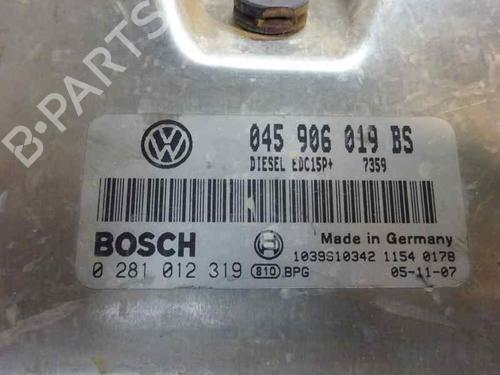 B-PARTS
045 906 019 BS
DIESEL EDC15P+ 7359
BOSCH
Made in Germany
1039S10342 1154 0178
0 281 012 319 810 .BPG 05-11-07